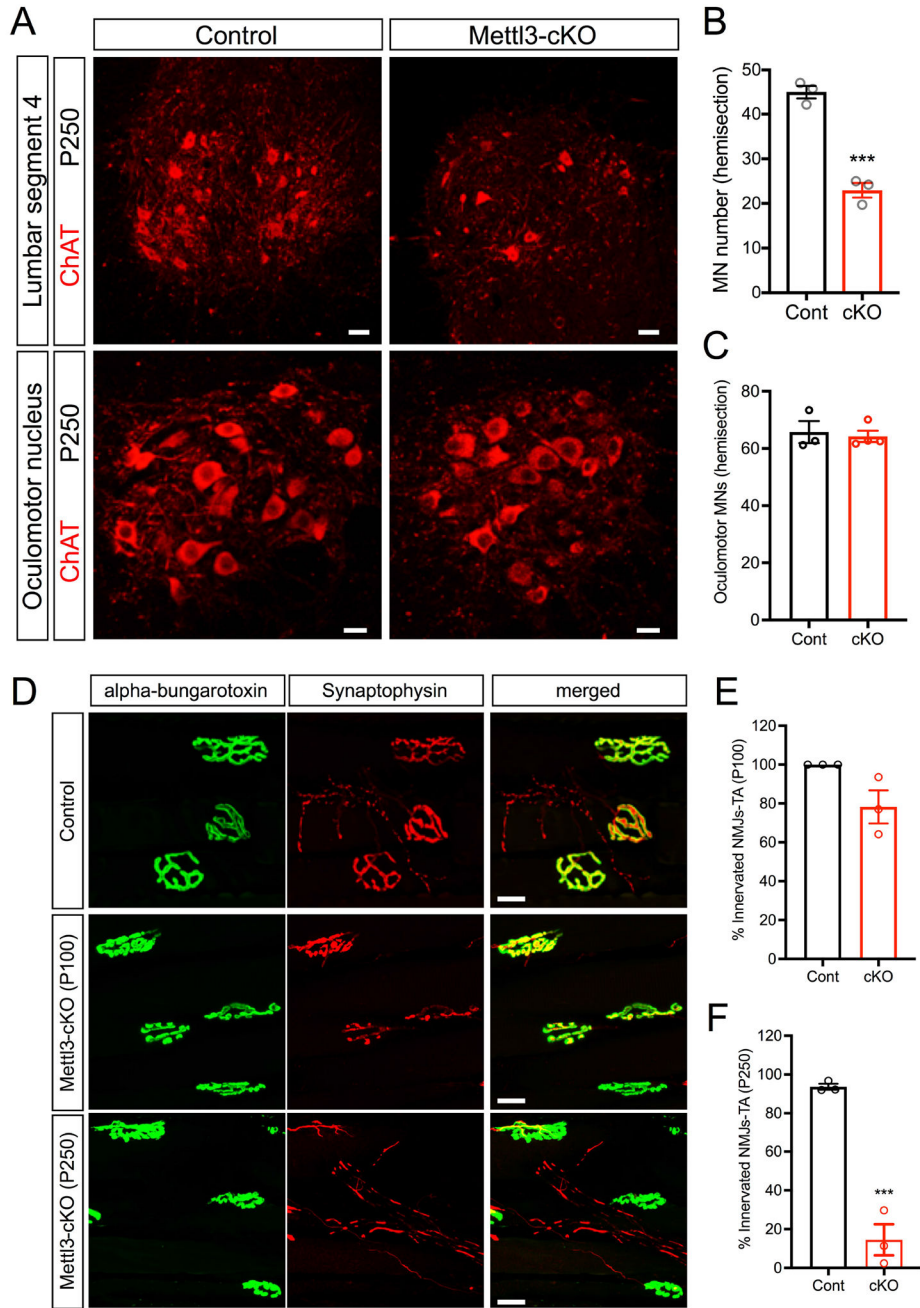 A
Control
Mettl3-cKO
Lumbar segment 4
ChAT P250
Oculomotor nucleus
ChAT P250
B
MN number (hemisection)
50
40
30
20
10
0
***
Cont
cKO
C
Oculomotor MNs (hemisection)
80
60
40
20
0
Cont
cKO
D
alpha-bungarotoxin
Synaptophysin
merged
Control
Mettl3-cKO (P100)
Mettl3-cKO (P250)
E
% Innervated NMJs-TA (P100)
120
100
80
60
40
20
0
Cont
cKO
F
% Innervated NMJs-TA (P250)
120
100
80
60
40
20
0
***
Cont
cKO